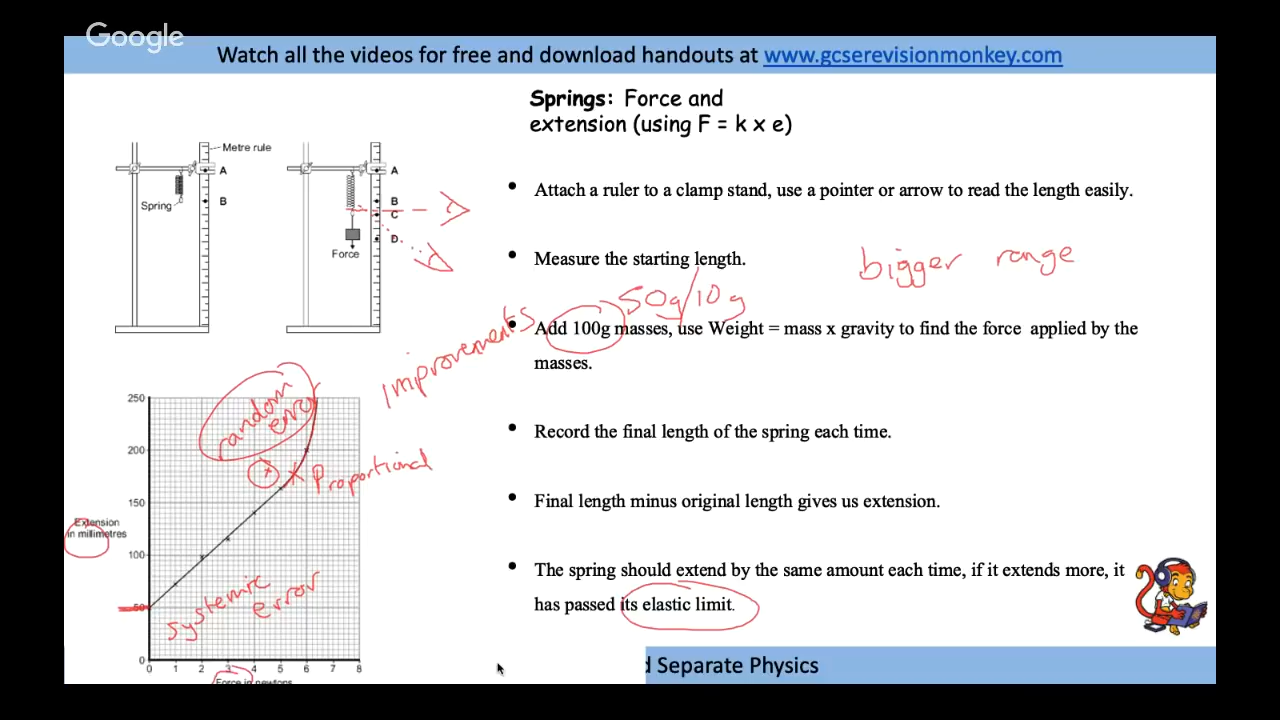 Google
Watch all the videos for free and download handouts at www.gcserevisionmonkey.com
Springs: Force and
extension (using F = k x e)
Metre rule
A
B
Spring
A
B
C
D
Force
• Attach a ruler to a clamp stand, use a pointer or arrow to read the length easily.
• Measure the starting length.
bigger range
50g/10g
• Add 100g masses, use Weight = mass x gravity to find the force applied by the
masses.
improvements
• Record the final length of the spring each time.
• Final length minus original length gives us extension.
• The spring should extend by the same amount each time, if it extends more, it
has passed its elastic limit.
random
error
Proportional
systemic
error
250
200
150
Extension
in millimetres
100
50
0
0 1 2 3 4 5 6 7 8
Force in newtons
d Separate Physics